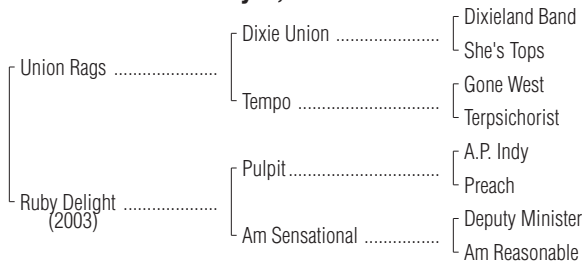 Dixieland Band
Dixie Union ....................
She's Tops
Union Rags ....................
Gone West
Tempo ...........................
Terpsichorist
A.P. Indy
Pulpit.............................
Preach
Ruby Delight ..................
(2003)
Deputy Minister
Am Sensational ..............
Am Reasonable